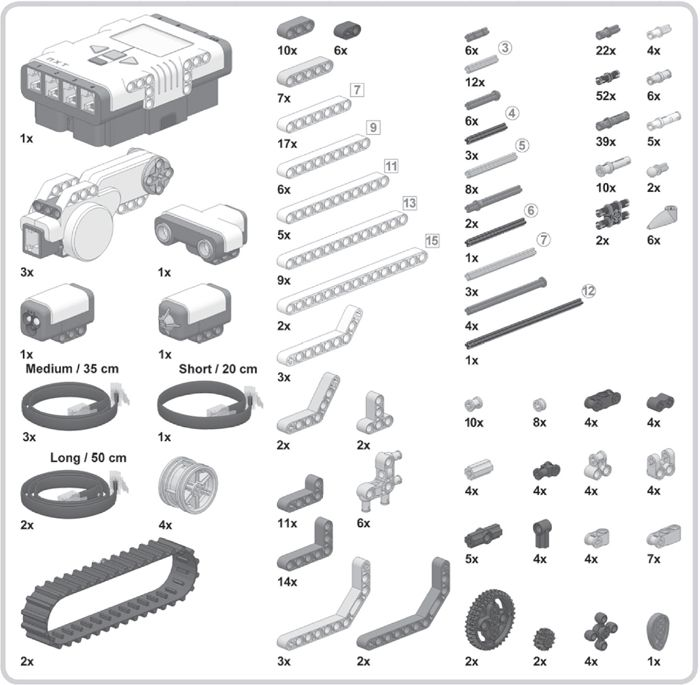 nxt
1x
3x 1x
1x 1x
Medium / 35 cm Short / 20 cm
3x 1x
Long / 50 cm
2x 4x
2x
10x 6x
7x
7
17x
9
6x
11
5x
13
9x
15
2x
3x
2x 2x
11x 6x
14x
3x 2x
6x
3
12x
6x
4
3x
5
8x
2x
6
1x
7
3x
4x
12
1x
22x 4x
52x 6x
39x 5x
10x 2x
2x 6x
10x 8x 4x 4x
4x 4x 4x 4x
5x 4x 4x 7x
2x 2x 4x 1x